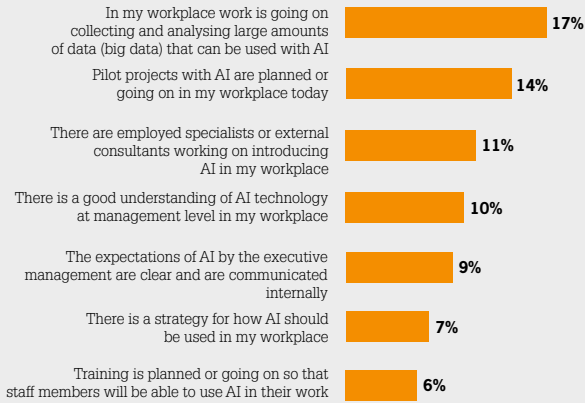 In my workplace work is going on
collecting and analysing large amounts
of data (big data) that can be used with AI
17%
Pilot projects with AI are planned or
going on in my workplace today
14%
There are employed specialists or external
consultants working on introducing
AI in my workplace
11%
There is a good understanding of AI technology
at management level in my workplace
10%
The expectations of AI by the executive
management are clear and are communicated
internally
9%
There is a strategy for how AI should
be used in my workplace
7%
Training is planned or going on so that
staff members will be able to use AI in their work
6%